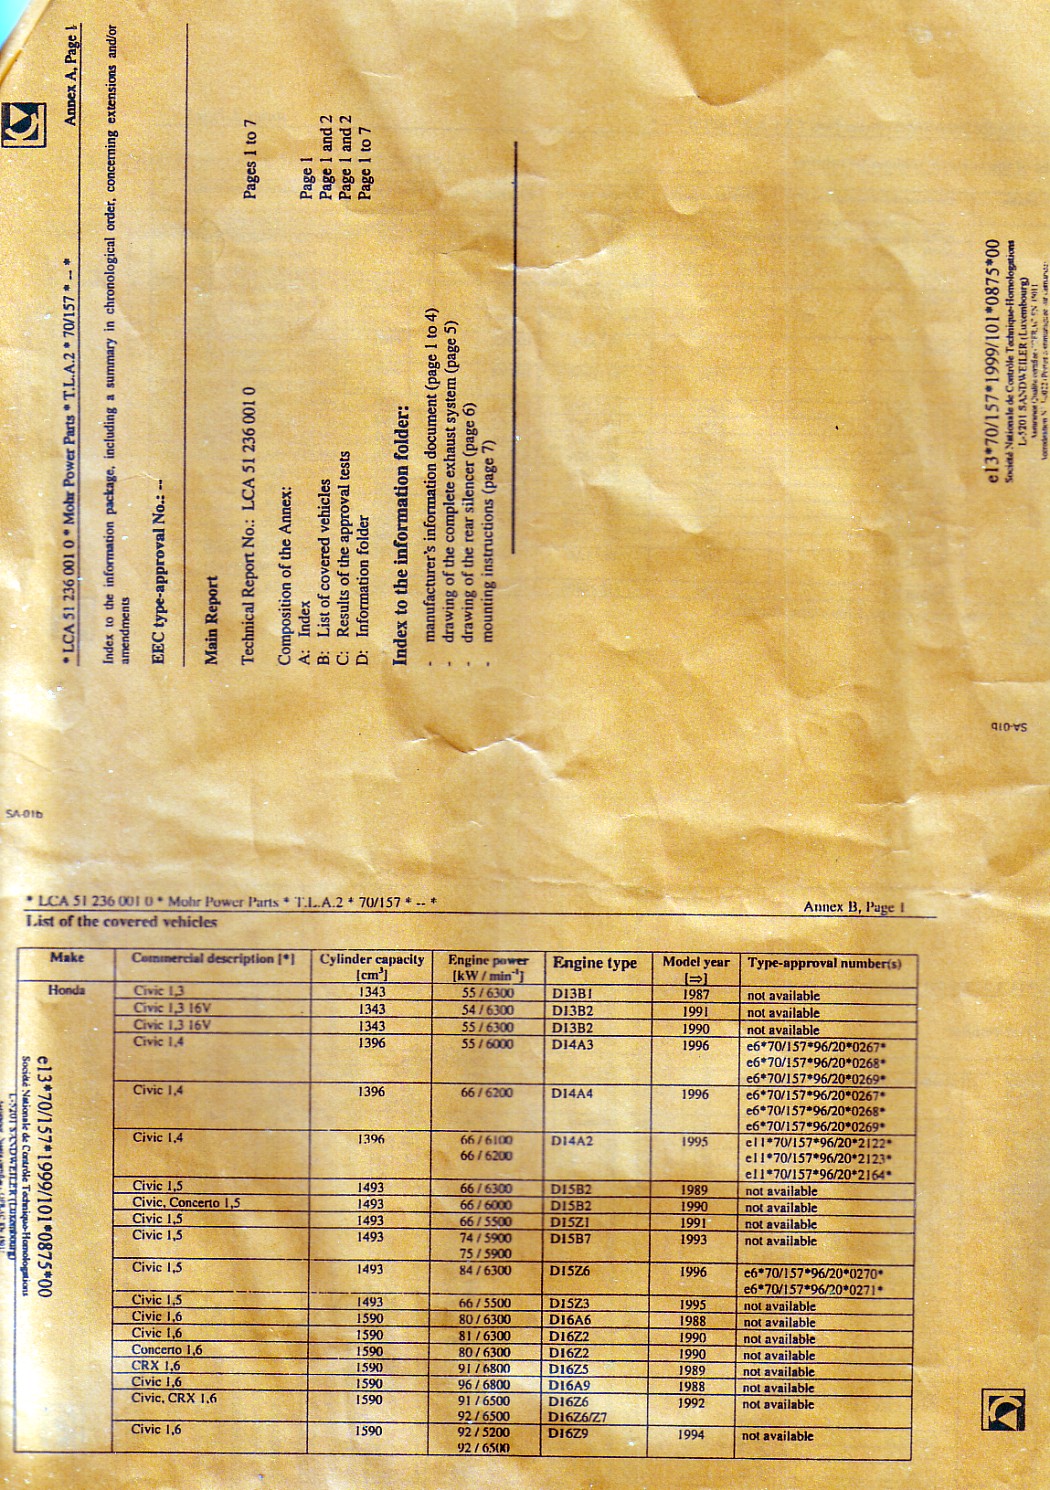 * LCA 51 236 001 0 * Mohr Power Parts * T.L.A.2 * 70/157 * -- * Annex A, Page 1
Index to the information package, including a summary in chronological order, concerning extensions and/or
amendments
EEC type-approval No.: --
Main Report
Technical Report No.: LCA 51 236 001 0 Pages 1 to 7
Composition of the Annex:
A: Index Page 1
B: List of covered vehicles Page 1 and 2
C: Results of the approval tests Page 1 and 2
D: Information folder Page 1 to 7
Index to the information folder:
- manufacturer's information document (page 1 to 4)
- drawing of the complete exhaust system (page 5)
- drawing of the rear silencer (page 6)
- mounting instructions (page 7)
e13*70/157*1999/101*0875*00
Société Nationale de Contrôle Technique-Homologations
L-5201 SANDWEILER (Luxembourg)
SA-01b
SA-01b
* LCA 51 236 001 0 * Mohr Power Parts * T.L.A.2 * 70/157 * -- * Annex B, Page 1
List of the covered vehicles
Make Commercial description [*] Cylinder capacity [cm³] Engine power [kW / min⁻¹] Engine type Model year [⇒] Type-approval number(s)
Honda Civic 1,3 1343 55 / 6300 D13B1 1987 not available
Civic 1,3 16V 1343 54 / 6300 D13B2 1991 not available
Civic 1,3 16V 1343 55 / 6300 D13B2 1990 not available
Civic 1,4 1396 55 / 6000 D14A3 1996 e6*70/157*96/20*0267*
e6*70/157*96/20*0268*
e6*70/157*96/20*0269*
Civic 1,4 1396 66 / 6200 D14A4 1996 e6*70/157*96/20*0267*
e6*70/157*96/20*0268*
e6*70/157*96/20*0269*
Civic 1,4 1396 66 / 6100 D14A2 1995 e11*70/157*96/20*2122*
66 / 6200 e11*70/157*96/20*2123*
e11*70/157*96/20*2164*
Civic 1,5 1493 66 / 6300 D15B2 1989 not available
Civic, Concerto 1,5 1493 66 / 6000 D15B2 1990 not available
Civic 1,5 1493 66 / 5500 D15Z1 1991 not available
Civic 1,5 1493 74 / 5900 D15B7 1993 not available
75 / 5900
Civic 1,5 1493 84 / 6300 D15Z6 1996 e6*70/157*96/20*0270*
e6*70/157*96/20*0271*
Civic 1,5 1493 66 / 5500 D15Z3 1995 not available
Civic 1,6 1590 80 / 6300 D16A6 1988 not available
Civic 1,6 1590 81 / 6300 D16Z2 1990 not available
Concerto 1,6 1590 80 / 6300 D16Z2 1990 not available
CRX 1,6 1590 91 / 6800 D16Z5 1989 not available
Civic 1,6 1590 96 / 6800 D16A9 1988 not available
Civic, CRX 1,6 1590 91 / 6500 D16Z6 1992 not available
92 / 6500 D16Z6/Z7
Civic 1,6 1590 92 / 5200 D16Z9 1994 not available
92 / 6500
e13*70/157*1999/101*0875*00
Société Nationale de Contrôle Technique-Homologations
L-5201 SANDWEILER (Luxembourg)